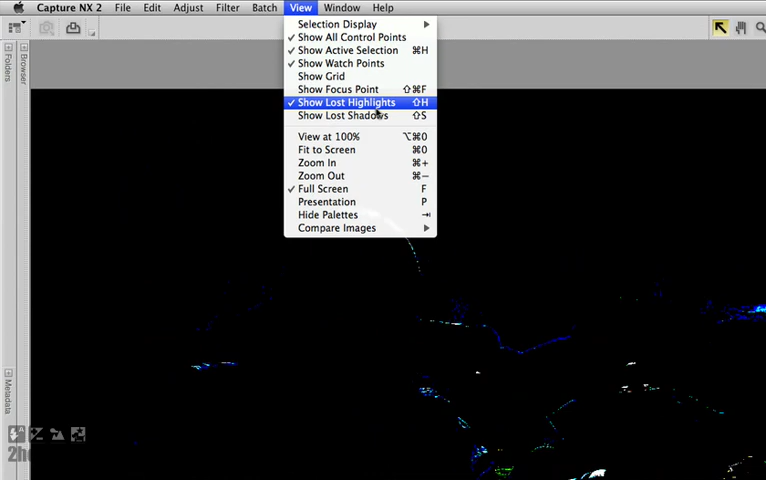 Capture NX 2 File Edit Adjust Filter Batch View Window Help
Selection Display
✓ Show All Control Points
✓ Show Active Selection ⌘H
✓ Show Watch Points
Show Grid
Show Focus Point ⇧⌘F
✓ Show Lost Highlights ⇧H
Show Lost Shadows ⇧S
View at 100% ⌥⌘0
Fit to Screen ⌘0
Zoom In ⌘+
Zoom Out ⌘−
✓ Full Screen F
Presentation P
Hide Palettes ⇥
Compare Images
Folders
Browser
Metadata